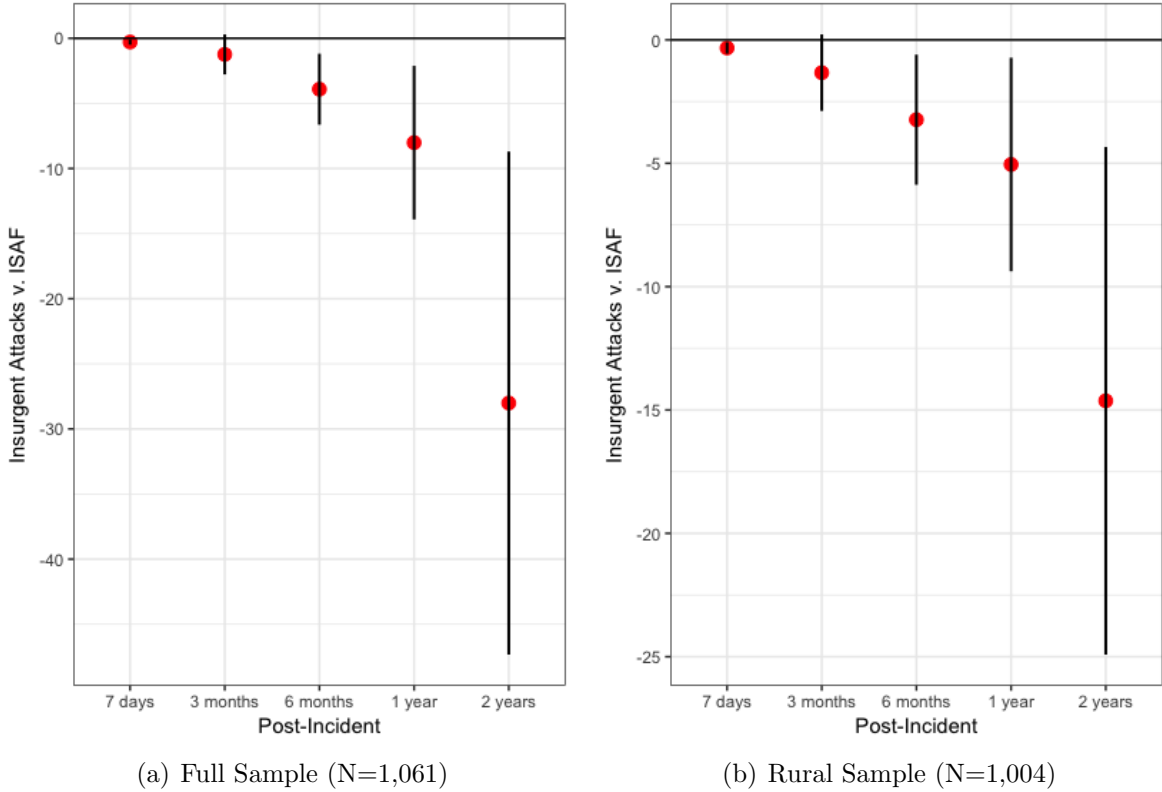 Insurgent Attacks v. ISAF
0
-10
-20
-30
-40
7 days 3 months 6 months 1 year 2 years
Post-Incident
(a) Full Sample (N=1,061)
Insurgent Attacks v. ISAF
0
-5
-10
-15
-20
-25
7 days 3 months 6 months 1 year 2 years
Post-Incident
(b) Rural Sample (N=1,004)